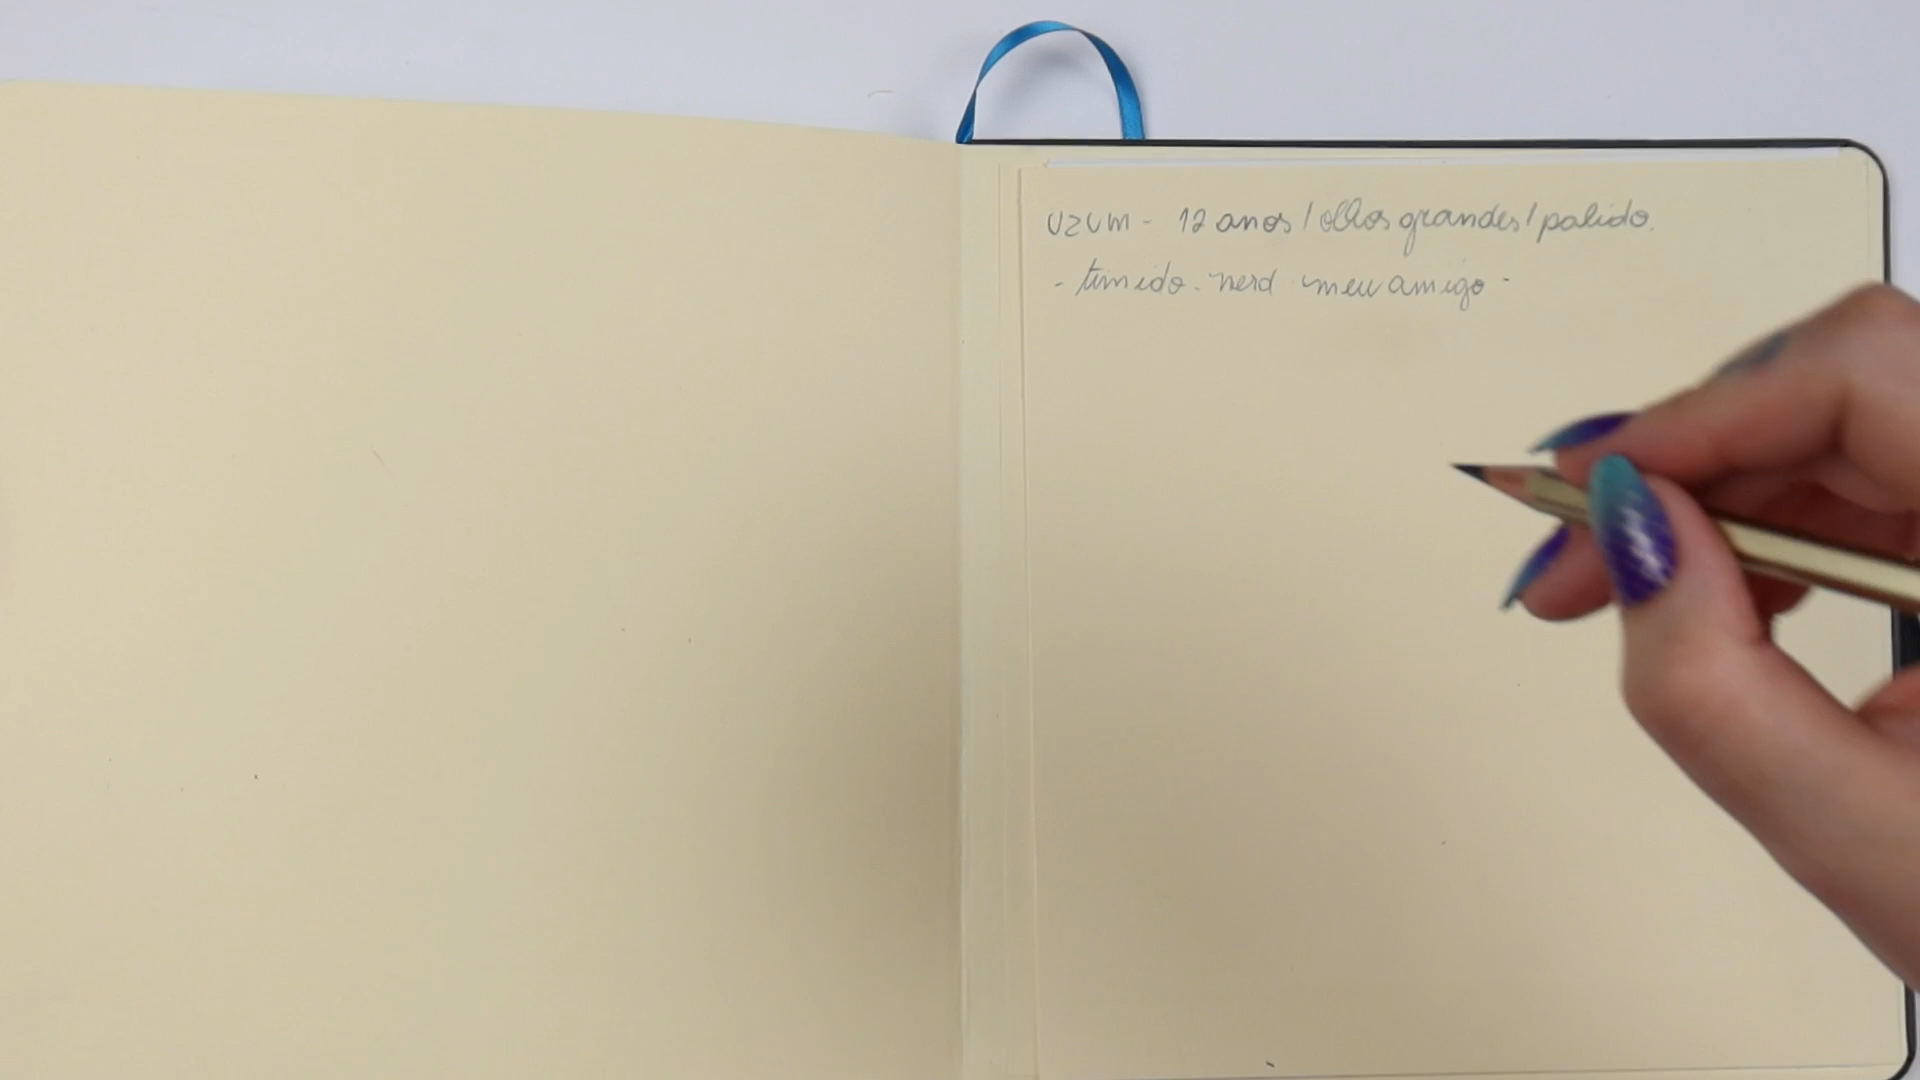 UZUM - 12 anos / olhos grandes / palido.
- timido - nerd - meu amigo -